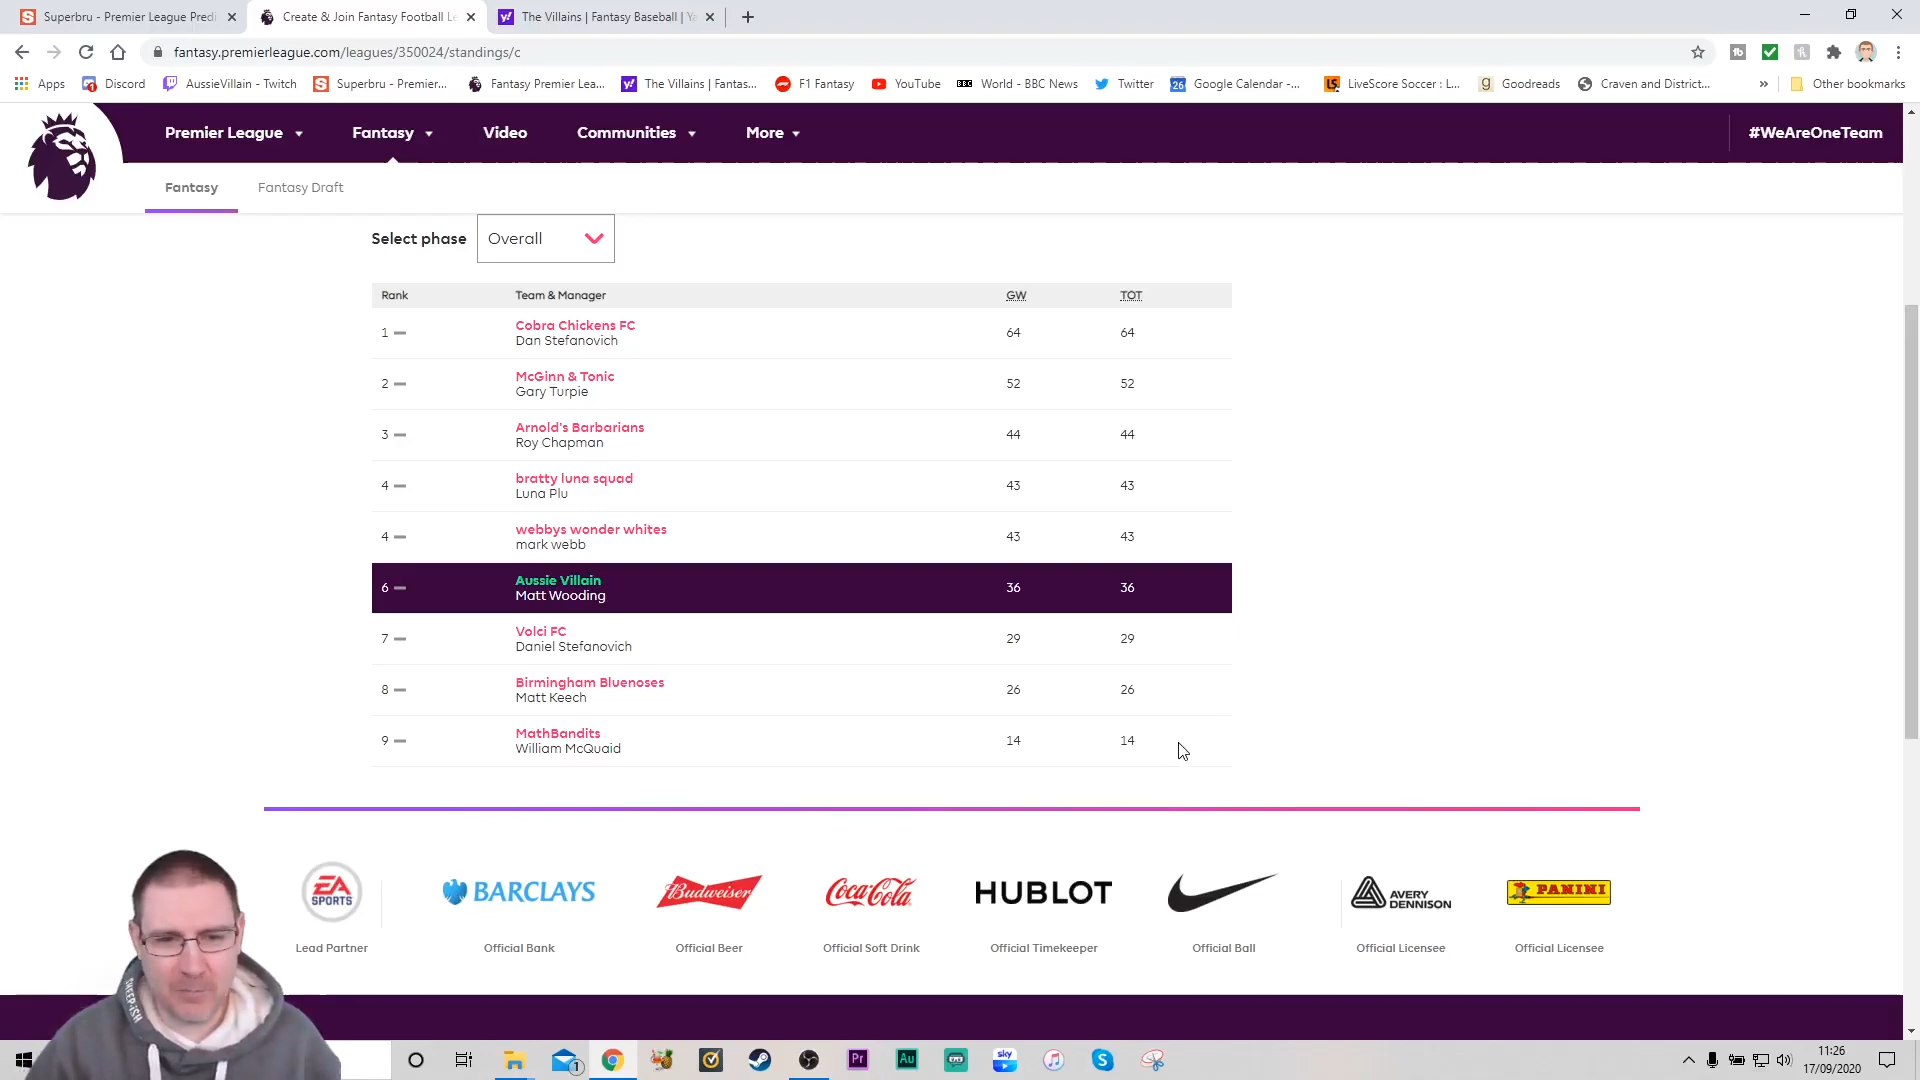 Superbru - Premier League Predi
Create & Join Fantasy Football Le
The Villains | Fantasy Baseball | Ya
fantasy.premierleague.com/leagues/350024/standings/c
Apps
Discord
AussieVillain - Twitch
Superbru - Premier...
Fantasy Premier Lea...
The Villains | Fantas...
F1 Fantasy
YouTube
World - BBC News
Twitter
Google Calendar -...
LiveScore Soccer : L...
Goodreads
Craven and District...
»
Other bookmarks
Premier League
Fantasy
Video
Communities
More
#WeAreOneTeam
Fantasy
Fantasy Draft
Select phase
Overall
Rank Team & Manager GW TOT
1 Cobra Chickens FC 64 64
Dan Stefanovich
2 McGinn & Tonic 52 52
Gary Turpie
3 Arnold's Barbarians 44 44
Roy Chapman
4 bratty luna squad 43 43
Luna Plu
4 webbys wonder whites 43 43
mark webb
6 Aussie Villain 36 36
Matt Wooding
7 Volci FC 29 29
Daniel Stefanovich
8 Birmingham Bluenoses 26 26
Matt Keech
9 MathBandits 14 14
William McQuaid
EA SPORTS
BARCLAYS
Budweiser
Coca-Cola
HUBLOT
AVERY DENNISON
PANINI
Lead Partner
Official Bank
Official Beer
Official Soft Drink
Official Timekeeper
Official Ball
Official Licensee
Official Licensee
SHEEPISH
Pr
Au
sky
11:26
17/09/2020